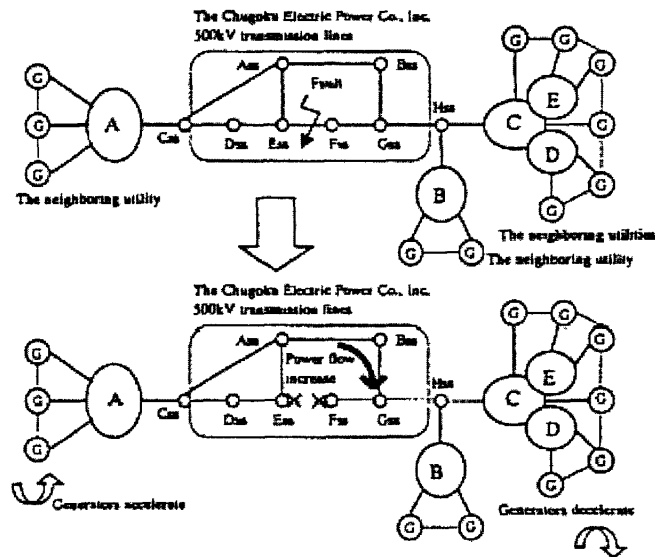 The Chugoku Electric Power Co., Inc.
500kV transmission lines
Ass
Bss
Fault
Hss
Css
Dss
Ess
Fss
Gss
A
B
C
D
E
G
G
G
G
G
G
G
G
G
G
G
The neighboring utility
The neighboring utilities
The neighboring utility
The Chugoku Electric Power Co., Inc.
500kV transmission lines
Ass
Bss
Power flow
increase
Hss
Css
Dss
Ess
Fss
Gss
A
B
C
D
E
G
G
G
G
G
G
G
G
G
G
G
Generators accelerate
Generators decelerate